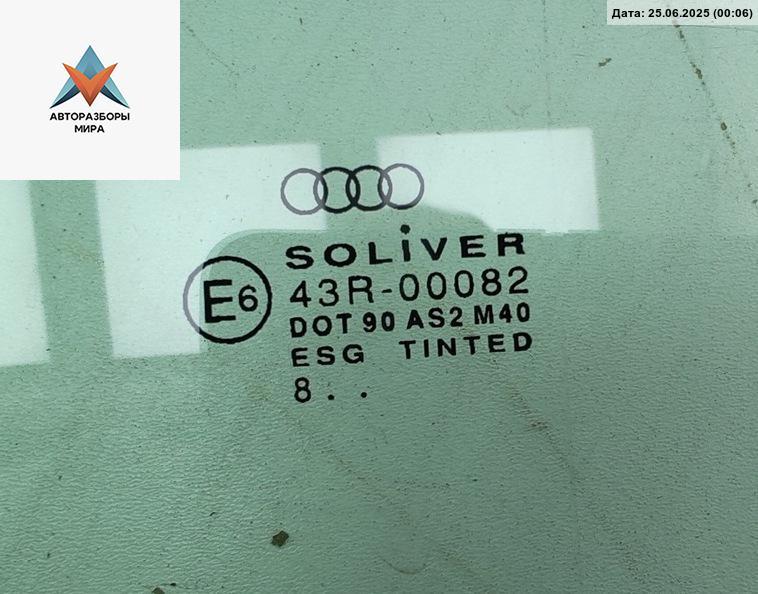 Дата: 25.06.2025 (00:06)
АВТОРАЗБОРЫ
МИРА
SOLiVER
E6
43R-00082
DOT 90 AS2 M40
ESG TINTED
8 . .